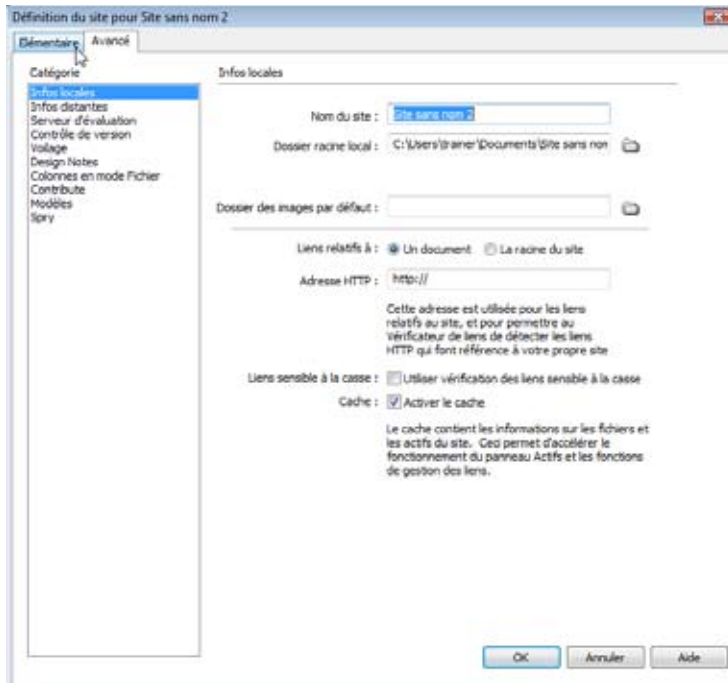 Définition du site pour Site sans nom 2
Elémentaire Avancé
Catégorie
Infos locales
Infos distantes
Serveur d'évaluation
Contrôle de version
Voilage
Design Notes
Colonnes en mode Fichier
Contribute
Modèles
Spry
Infos locales
Nom du site : Site sans nom 2
Dossier racine local : C:\Users\trainer\Documents\Site sans non
Dossier des images par défaut :
Liens relatifs à : Un document La racine du site
Adresse HTTP : http://
Cette adresse est utilisée pour les liens
relatifs au site, et pour permettre au
Vérificateur de liens de détecter les liens
HTTP qui font référence à votre propre site
Liens sensible à la casse : Utiliser vérification des liens sensible à la casse
Cache : Activer le cache
Le cache contient les informations sur les fichiers et
les actifs du site. Ceci permet d'accélérer le
fonctionnement du panneau Actifs et les fonctions
de gestion des liens.
OK Annuler Aide